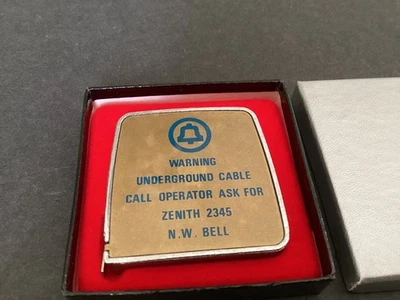 WARNING
UNDERGROUND CABLE
CALL OPERATOR ASK FOR
ZENITH 2345
N.W. BELL